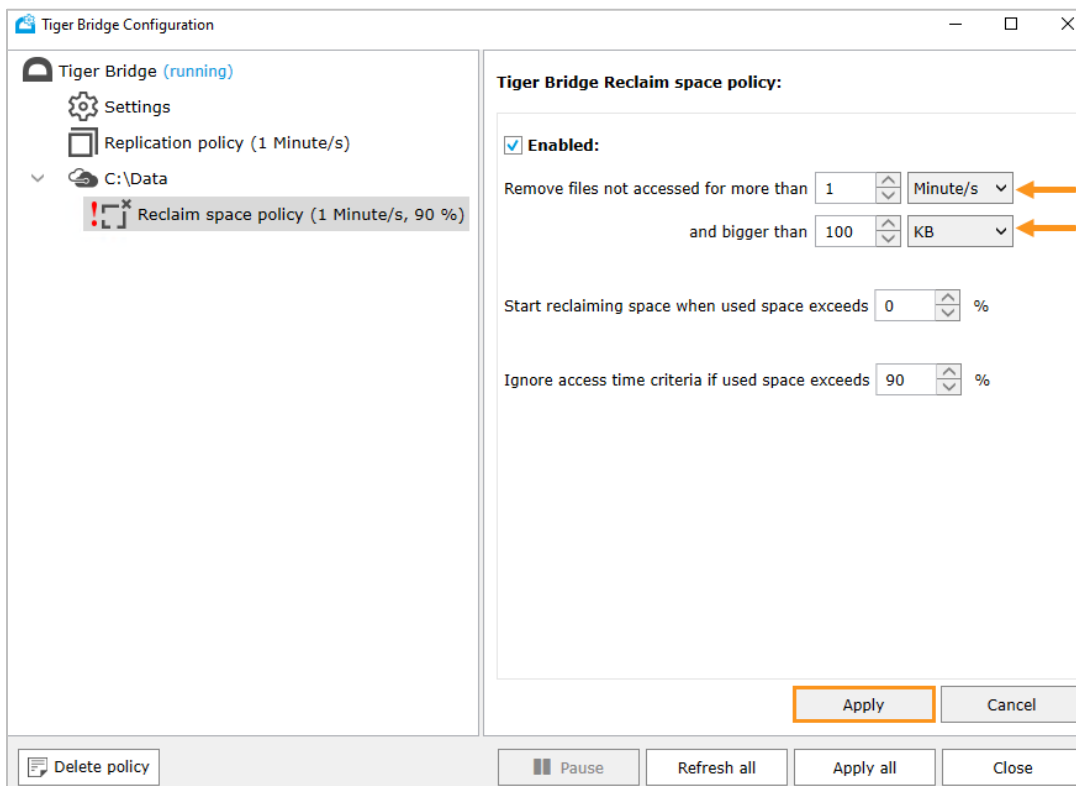 Tiger Bridge Configuration
Tiger Bridge (running)
Settings
Replication policy (1 Minute/s)
C:\Data
Reclaim space policy (1 Minute/s, 90 %)
Tiger Bridge Reclaim space policy:
Enabled:
Remove files not accessed for more than 1 Minute/s
and bigger than 100 KB
Start reclaiming space when used space exceeds 0 %
Ignore access time criteria if used space exceeds 90 %
Apply Cancel
Delete policy Pause Refresh all Apply all Close